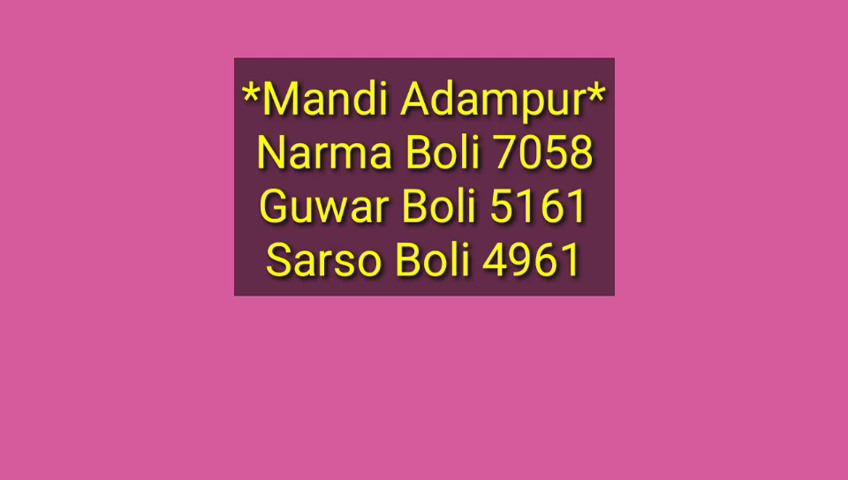 *Mandi Adampur*
Narma Boli 7058
Guwar Boli 5161
Sarso Boli 4961